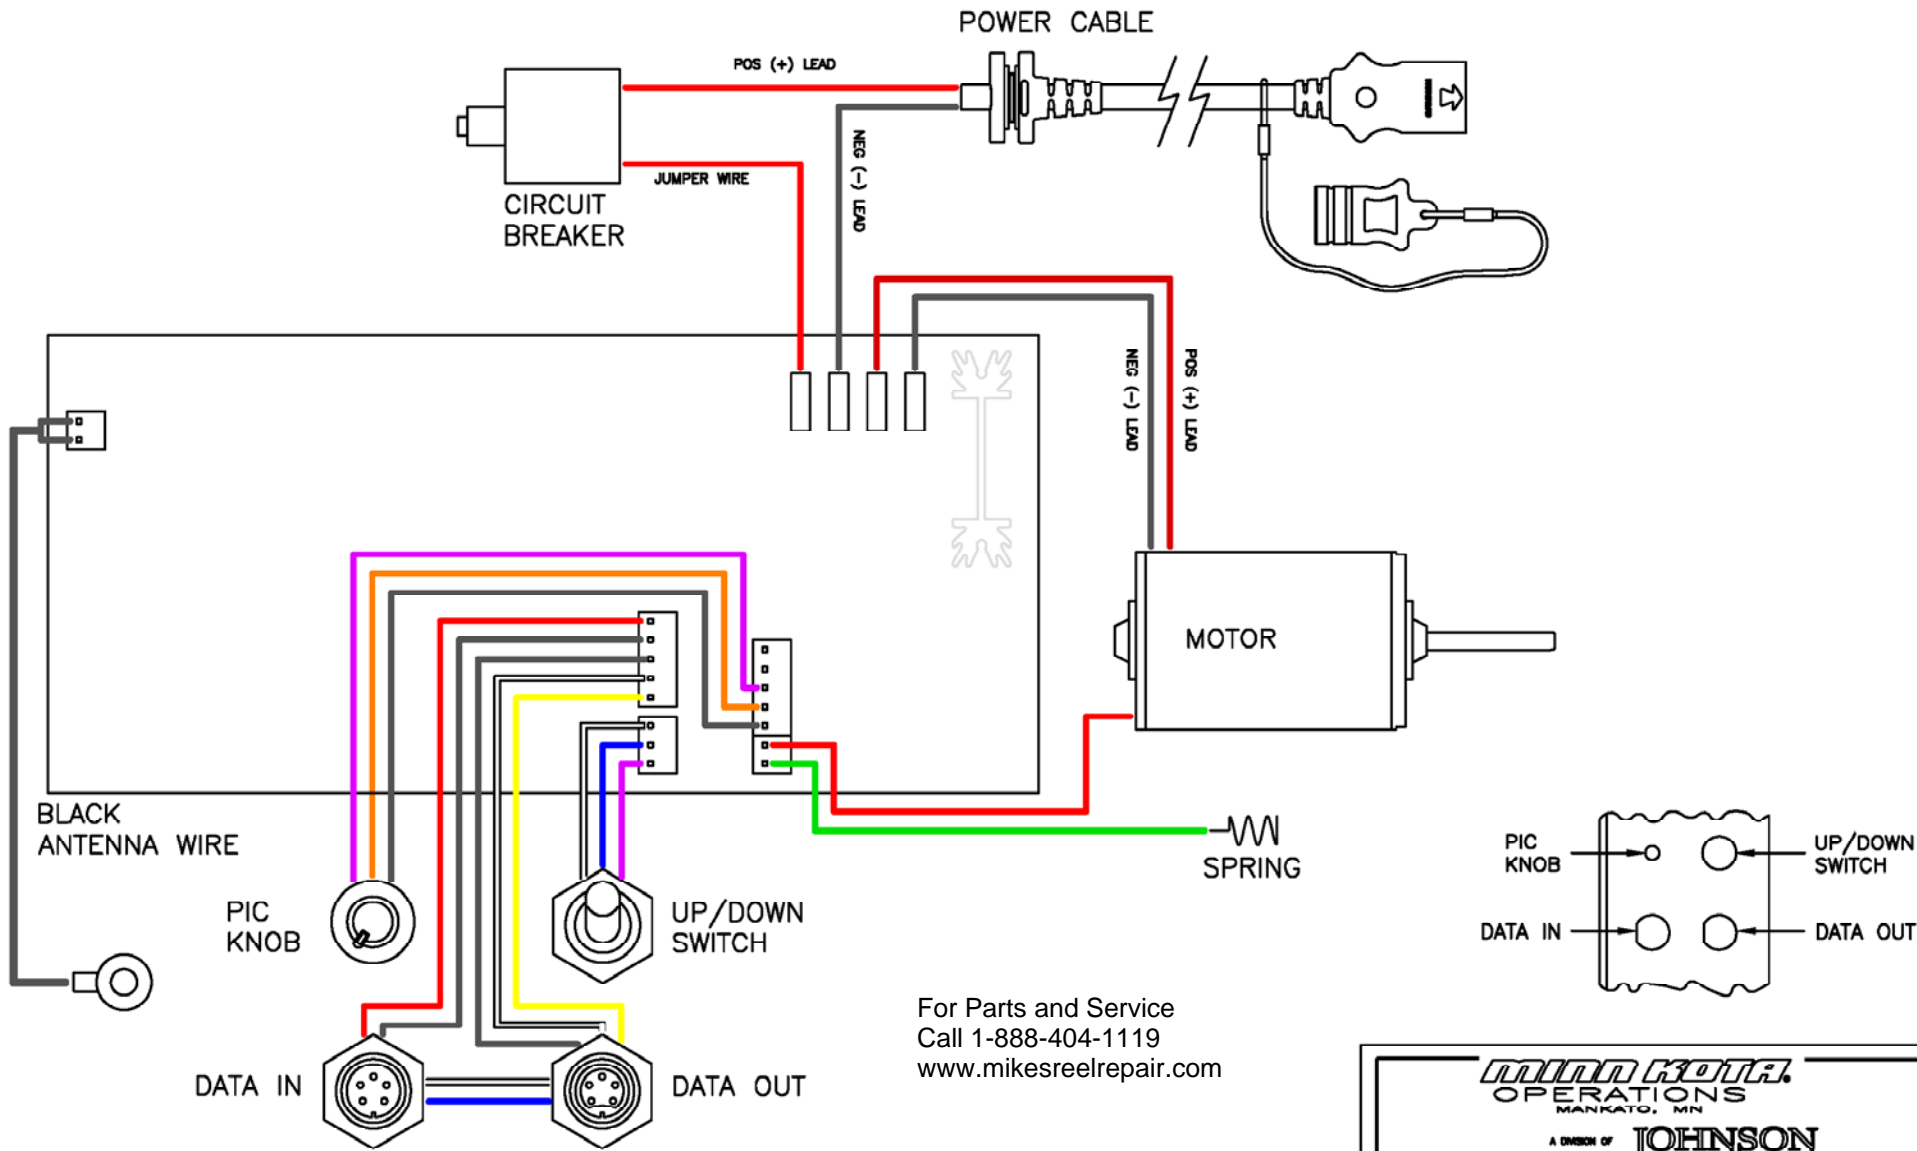 POWER CABLE
POS (+) LEAD
NEG (-) LEAD
JUMPER WIRE
CIRCUIT
BREAKER
NEG (-) LEAD
POS (+) LEAD
MOTOR
BLACK
ANTENNA WIRE
SPRING
PIC
KNOB
UP/DOWN
SWITCH
PIC
KNOB
UP/DOWN
SWITCH
DATA IN
DATA OUT
DATA IN
DATA OUT
For Parts and Service
Call 1-888-404-1119
www.mikesreelrepair.com
MINN KOTA.
OPERATIONS
MANKATO, MN
A DIVISION OF JOHNSON